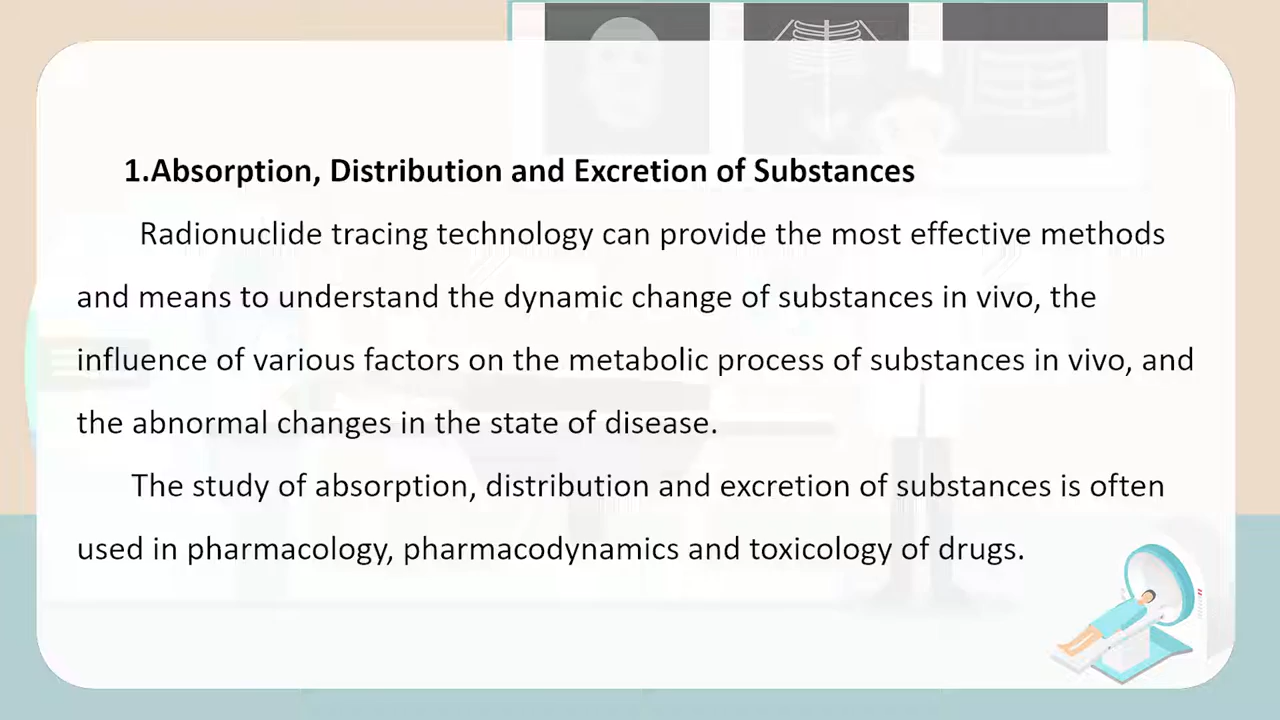 1.Absorption, Distribution and Excretion of Substances
Radionuclide tracing technology can provide the most effective methods
and means to understand the dynamic change of substances in vivo, the
influence of various factors on the metabolic process of substances in vivo, and
the abnormal changes in the state of disease.
The study of absorption, distribution and excretion of substances is often
used in pharmacology, pharmacodynamics and toxicology of drugs.